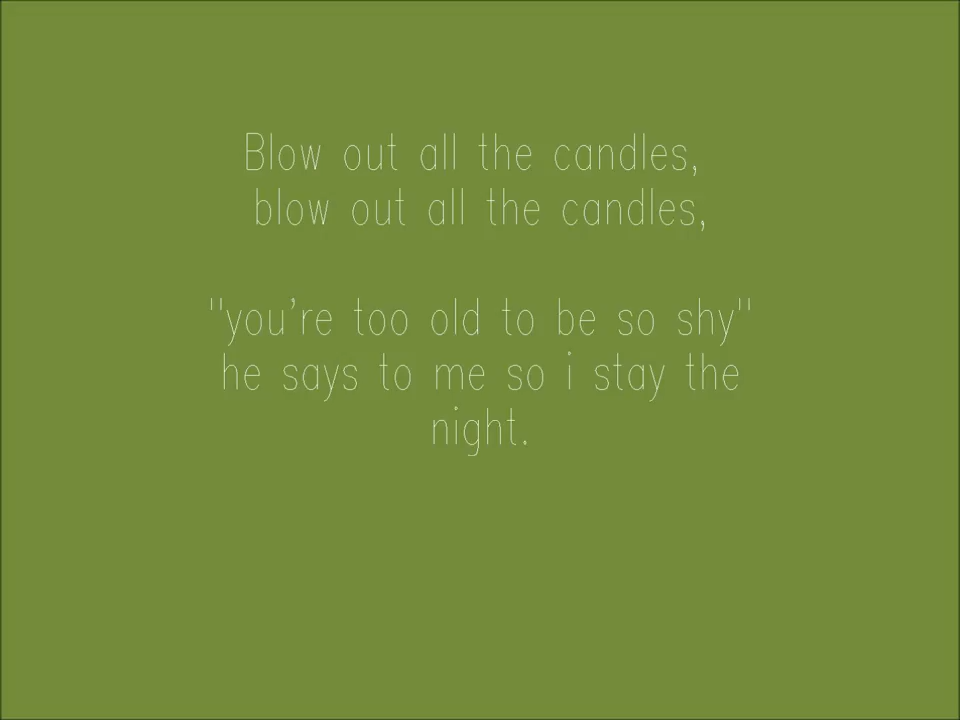 Blow out all the candles,
blow out all the candles,
"you're too old to be so shy"
he says to me so i stay the
night.